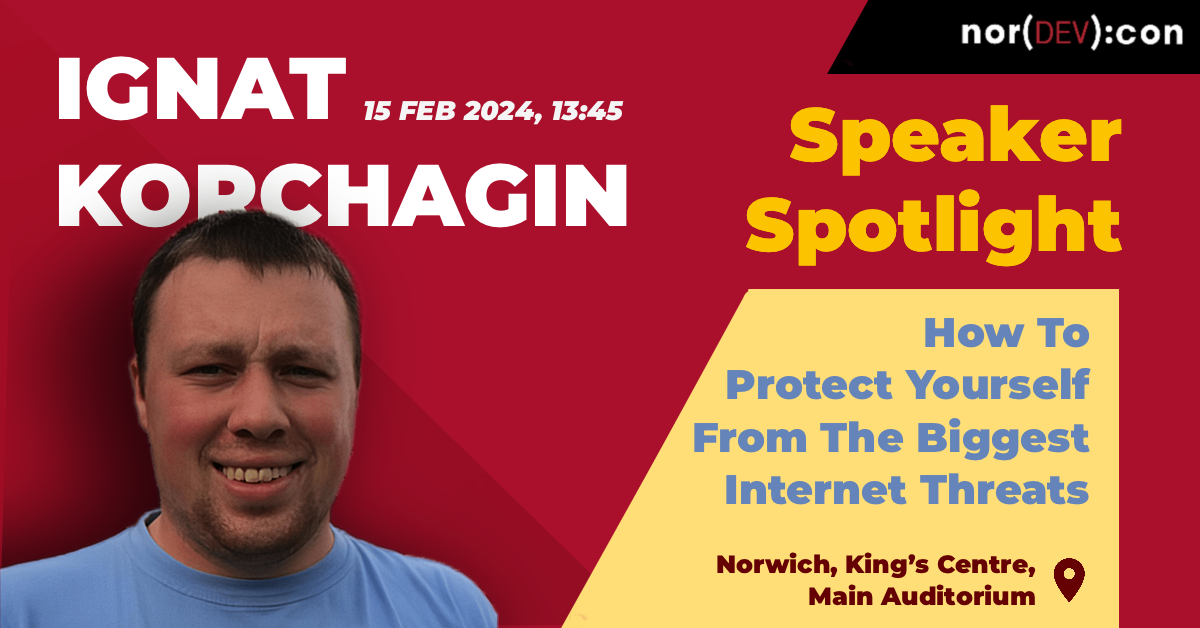 nor(DEV):con
IGNAT
15 FEB 2024, 13:45
KORCHAGIN
Speaker
Spotlight
How To
Protect Yourself
From The Biggest
Internet Threats
Norwich, King’s Centre,
Main Auditorium